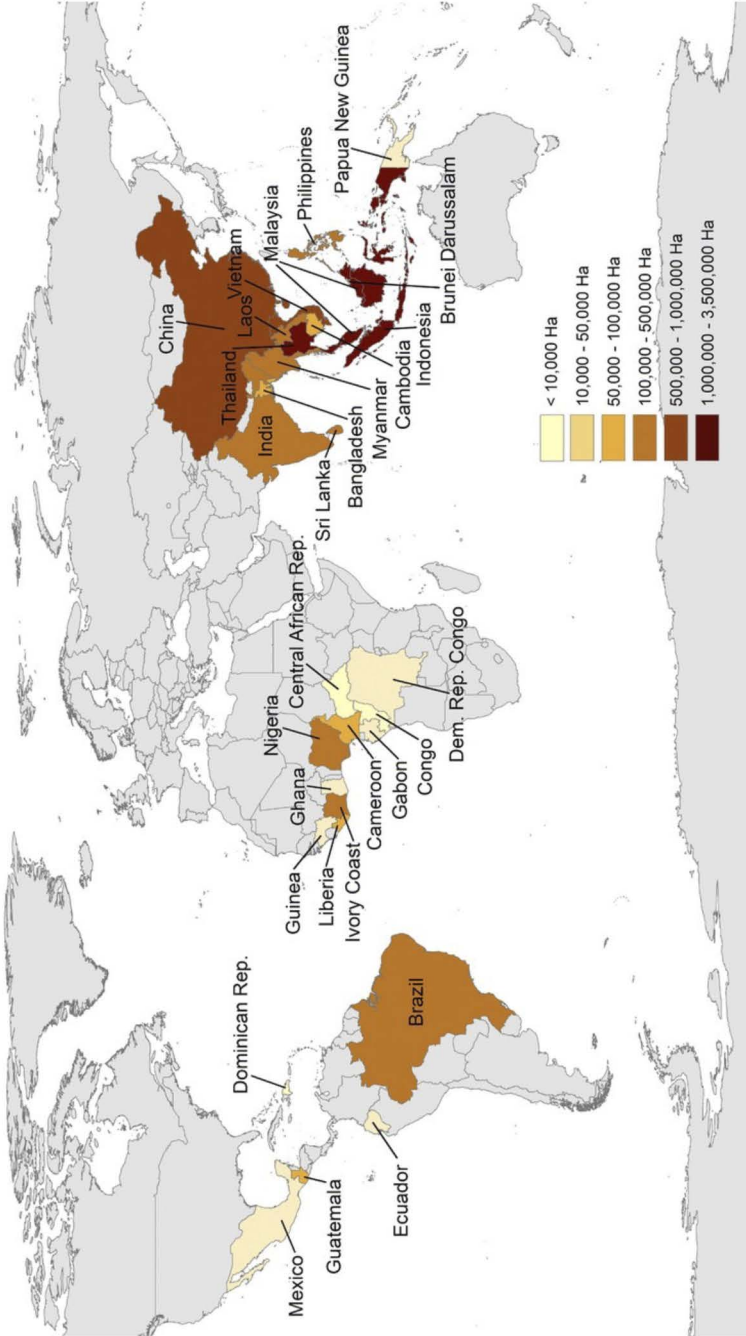 Mexico
Guatemala
Dominican Rep.
Ecuador
Brazil
Guinea
Liberia
Ivory Coast
Ghana
Nigeria
Cameroon
Gabon
Congo
Central African Rep.
Dem. Rep. Congo
China
India
Sri Lanka
Bangladesh
Myanmar
Thailand
Laos
Vietnam
Cambodia
Indonesia
Malaysia
Philippines
Brunei Darussalam
Papua New Guinea
< 10,000 Ha
10,000 - 50,000 Ha
50,000 - 100,000 Ha
100,000 - 500,000 Ha
500,000 - 1,000,000 Ha
1,000,000 - 3,500,000 Ha